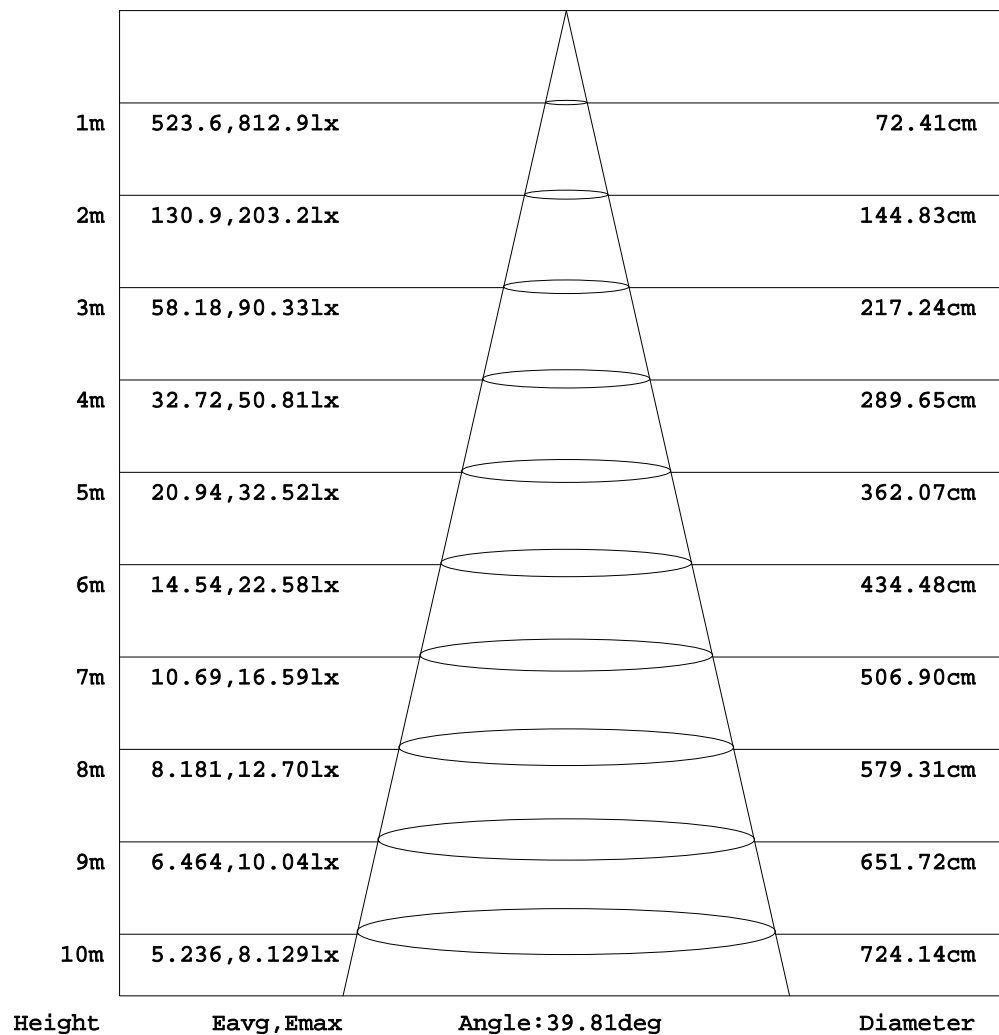 1m 523.6,812.9lx 72.41cm
2m 130.9,203.2lx 144.83cm
3m 58.18,90.33lx 217.24cm
4m 32.72,50.81lx 289.65cm
5m 20.94,32.52lx 362.07cm
6m 14.54,22.58lx 434.48cm
7m 10.69,16.59lx 506.90cm
8m 8.181,12.70lx 579.31cm
9m 6.464,10.04lx 651.72cm
10m 5.236,8.129lx 724.14cm
Height Eavg,Emax Angle:39.81deg Diameter